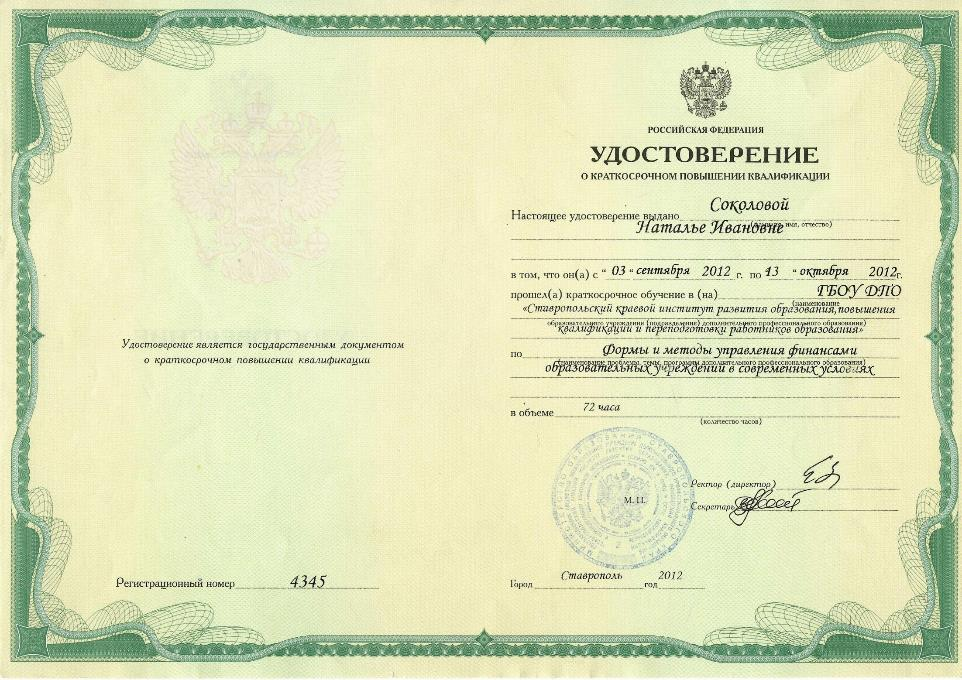 Удостоверение является государственным документом
о краткосрочном повышении квалификации
Регистрационный номер 4345
РОССИЙСКАЯ ФЕДЕРАЦИЯ
УДОСТОВЕРЕНИЕ
О КРАТКОСРОЧНОМ ПОВЫШЕНИИ КВАЛИФИКАЦИИ
Настоящее удостоверение выдано Соколовой
(фамилия, имя, отчество)
Наталье Ивановне
в том, что он(а) с "03" сентября 2012 г. по 13 " октября 2012г.
прошел(а) краткосрочное обучение в (на) ГБОУ ДПО
(наименование
«Ставропольский краевой институт развития образования, повышения
образовательного учреждения (подразделения) дополнительного профессионального образования)
квалификации и переподготовки работников образования»
по Формы и методы управления финансами
(наименование проблемы, темы, программы дополнительного профессионального образования)
образовательных учреждений в современных условиях
в объеме 72 часа
(количество часов)
М. П.
Ректор (директор)
Секретарь
Город Ставрополь год 2012